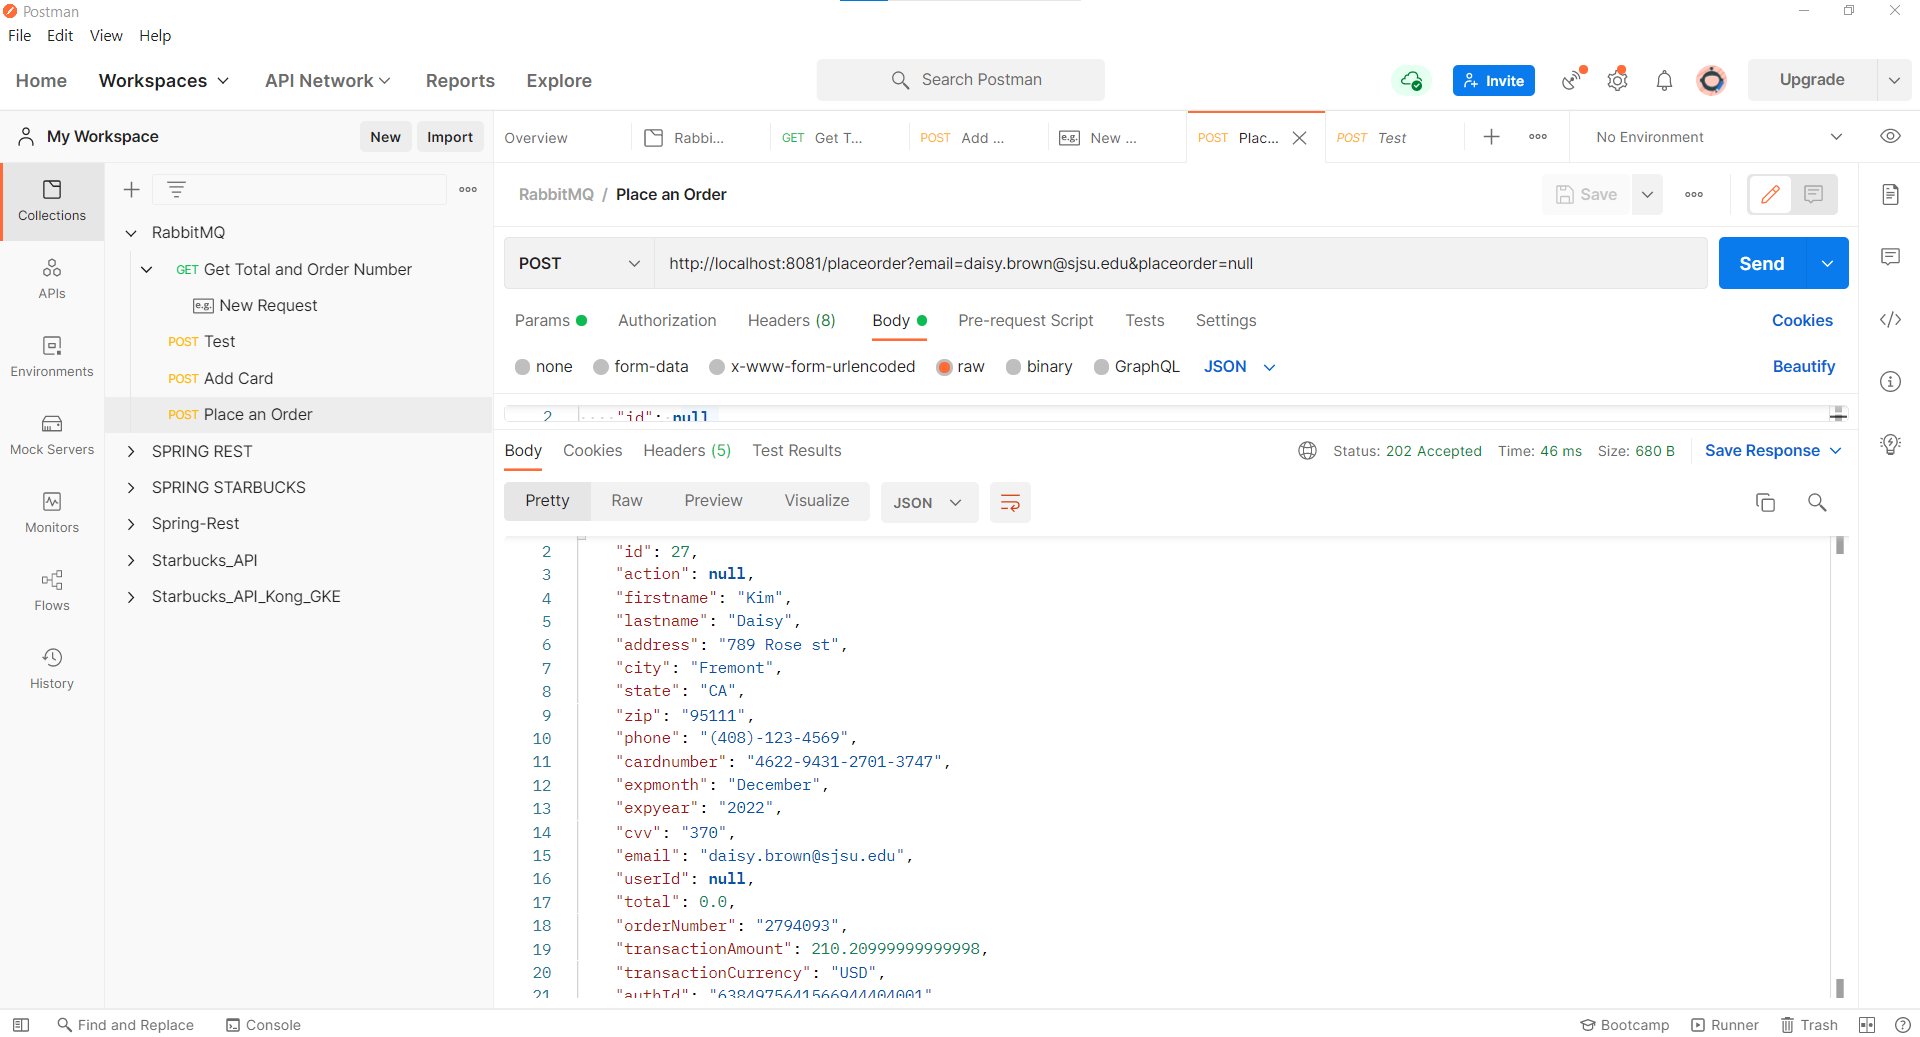 Postman
File Edit View Help
Home Workspaces API Network Reports Explore Search Postman Invite Upgrade
My Workspace New Import Overview Rabbi... GET Get T... POST Add ... e.g. New ... POST Plac... POST Test No Environment
RabbitMQ / Place an Order Save
Collections
APIs
Environments
Mock Servers
Monitors
Flows
History
RabbitMQ
GET Get Total and Order Number
e.g. New Request
POST Test
POST Add Card
POST Place an Order
SPRING REST
SPRING STARBUCKS
Spring-Rest
Starbucks_API
Starbucks_API_Kong_GKE
POST http://localhost:8081/placeorder?email=daisy.brown@sjsu.edu&placeorder=null Send
Params Authorization Headers (8) Body Pre-request Script Tests Settings Cookies
none form-data x-www-form-urlencoded raw binary GraphQL JSON Beautify
2 ····"id":·null
Body Cookies Headers (5) Test Results Status: 202 Accepted Time: 46 ms Size: 680 B Save Response
Pretty Raw Preview Visualize JSON
2 "id": 27,
3 "action": null,
4 "firstname": "Kim",
5 "lastname": "Daisy",
6 "address": "789 Rose st",
7 "city": "Fremont",
8 "state": "CA",
9 "zip": "95111",
10 "phone": "(408)-123-4569",
11 "cardnumber": "4622-9431-2701-3747",
12 "expmonth": "December",
13 "expyear": "2022",
14 "cvv": "370",
15 "email": "daisy.brown@sjsu.edu",
16 "userId": null,
17 "total": 0.0,
18 "orderNumber": "2794093",
19 "transactionAmount": 210.20999999999998,
20 "transactionCurrency": "USD",
21 "authId": "6384975641566944404001"
Find and Replace Console Bootcamp Runner Trash